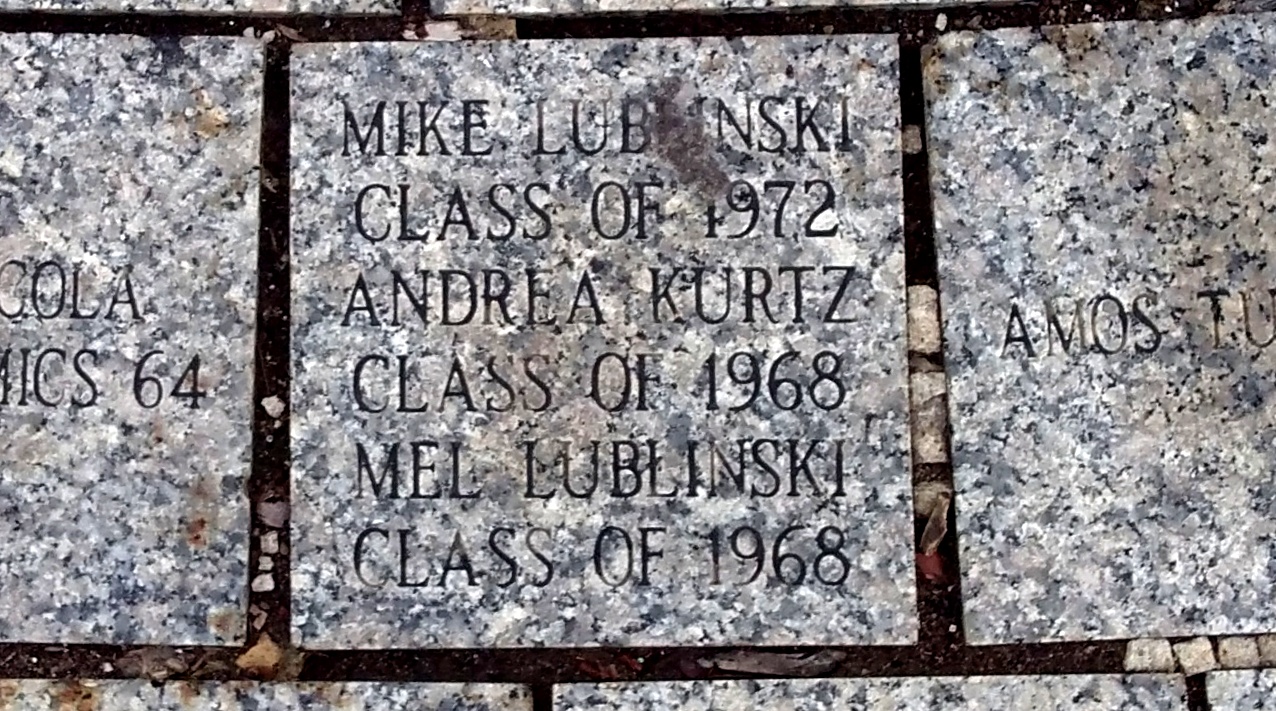 MIKE LUBLINSKI
CLASS OF 1972
ANDREA KURTZ
CLASS OF 1968
MEL LUBLINSKI
CLASS OF 1968
COLA
MICS 64
AMOS TU